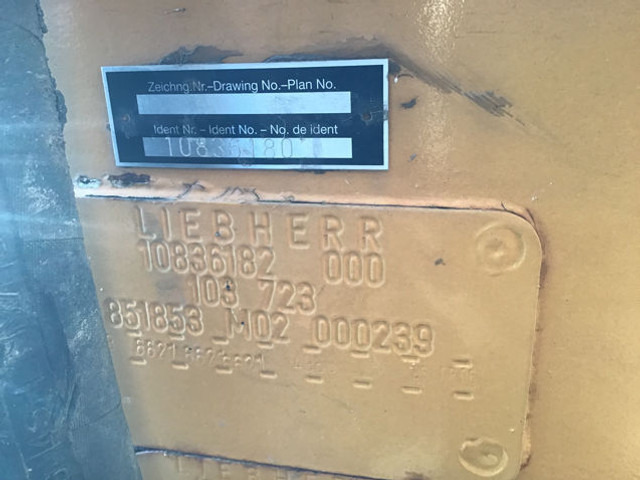 Zeichng.Nr.–Drawing No.–Plan No.
Ident Nr. – Ident No. – No. de ident
LIEBHERR
10836182 000
103 723
851853 M02 000239
LIEBHERR